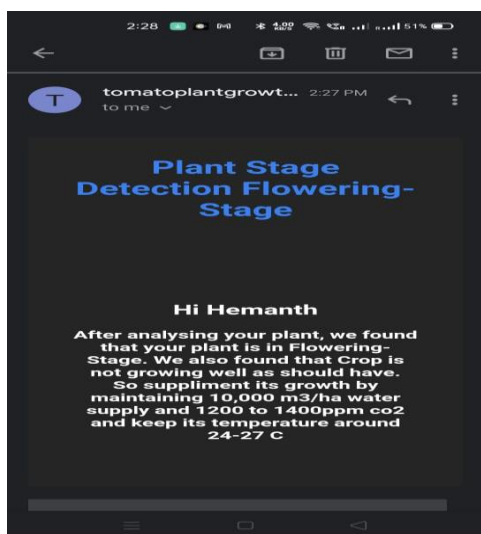 2:28 4.00 KB/S 51%
T
tomatoplantgrowt... 2:27 PM
to me
Plant Stage
Detection Flowering-
Stage
Hi Hemanth
After analysing your plant, we found
that your plant is in Flowering-
Stage. We also found that Crop is
not growing well as should have.
So suppliment its growth by
maintaining 10,000 m3/ha water
supply and 1200 to 1400ppm co2
and keep its temperature around
24-27 C